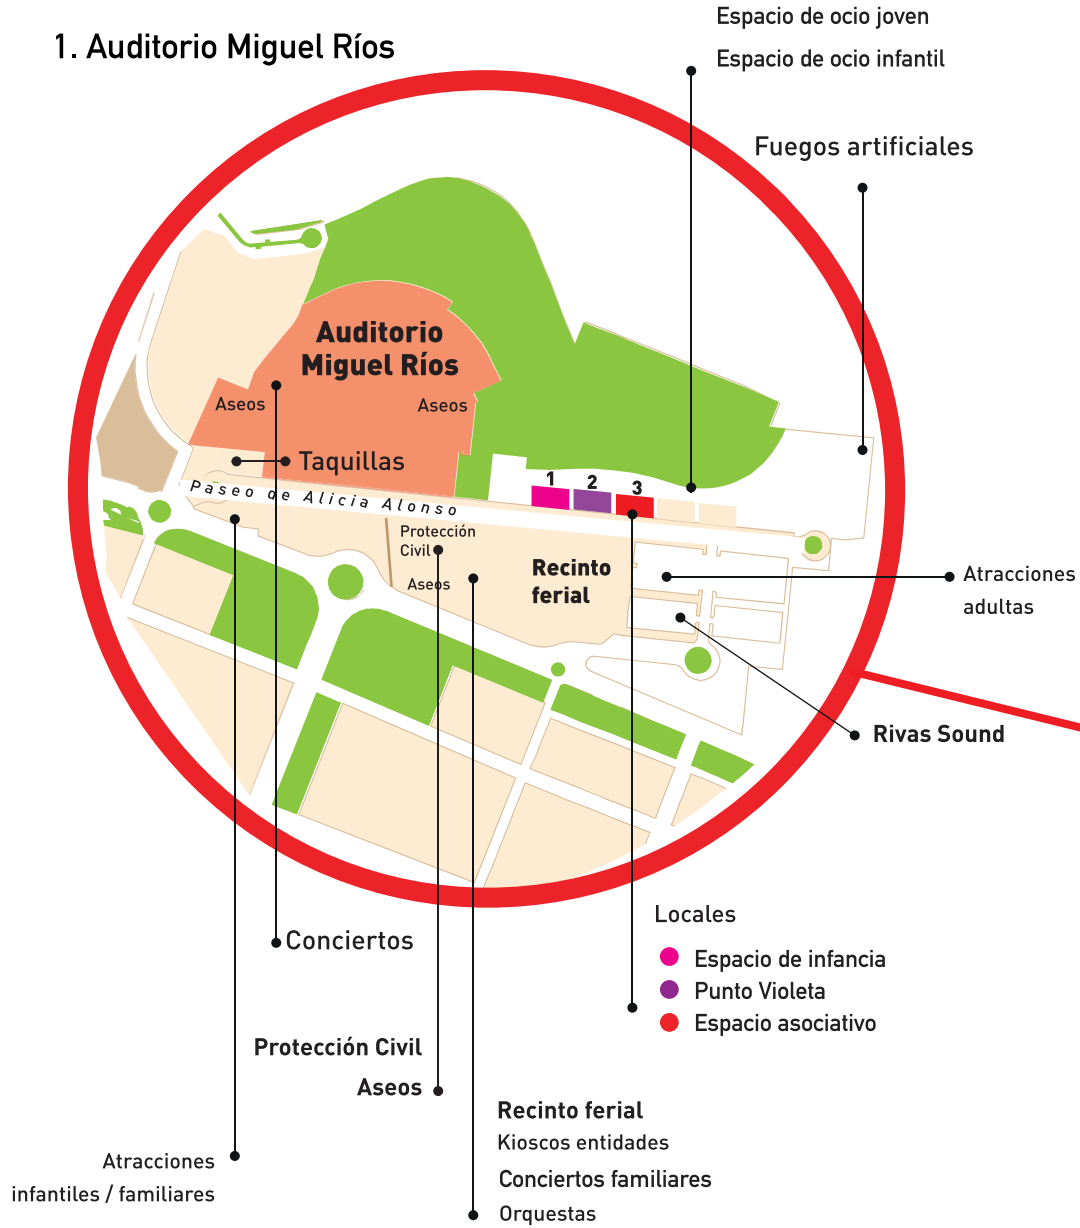 Espacio de ocio joven
1. Auditorio Miguel Ríos
Espacio de ocio infantil
Fuegos artificiales
Auditorio
Miguel Ríos
Aseos
Aseos
Taquillas
Paseo de Alicia Alonso
1
2
3
Protección
Civil
Aseos
Recinto
ferial
Atracciones
adultas
Rivas Sound
Locales
Conciertos
Espacio de infancia
Punto Violeta
Espacio asociativo
Protección Civil
Aseos
Recinto ferial
Kioscos entidades
Conciertos familiares
Orquestas
Atracciones
infantiles / familiares